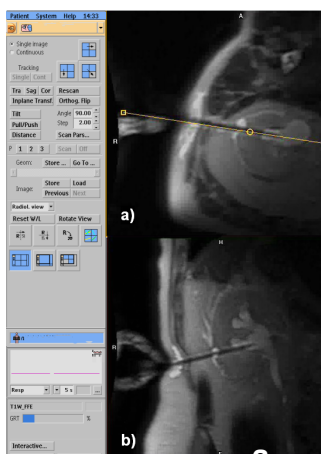 Patient System Help 14:33
Single Image
Continuous
Tracking
Single Cont
Tra Sag Cor Rescan
Inplane Transf. Orthog. Flip
Tilt Angle 90.00
Pull/Push Step 2.00
Distance Scan Pars...
P 1 2 3 Scan Off
Geom: Store ... Go To ...
Image: Store Load
Previous Next
Radiol. view
Reset W/L Rotate View
Resp 5 s ...
T1W_FFE
GRT %
Interactive...
A
R
a)
H
R
b)